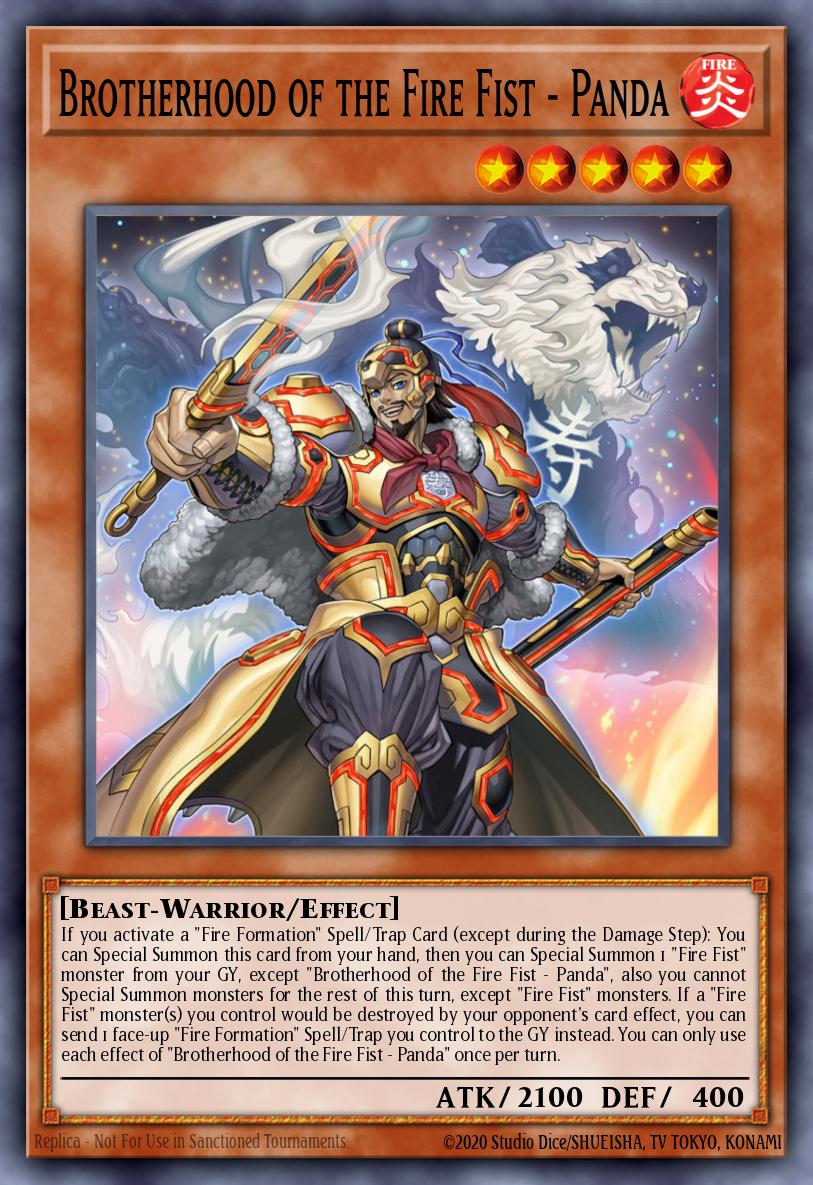 Brotherhood of the Fire Fist - Panda
FIRE
炎
寿
[Beast-Warrior/Effect]
If you activate a "Fire Formation" Spell/Trap Card (except during the Damage Step): You
can Special Summon this card from your hand, then you can Special Summon 1 "Fire Fist"
monster from your GY, except "Brotherhood of the Fire Fist - Panda", also you cannot
Special Summon monsters for the rest of this turn, except "Fire Fist" monsters. If a "Fire
Fist" monster(s) you control would be destroyed by your opponent's card effect, you can
send 1 face-up "Fire Formation" Spell/Trap you control to the GY instead. You can only use
each effect of "Brotherhood of the Fire Fist - Panda" once per turn.
ATK/ 2100 DEF/ 400
Replica - Not For Use in Sanctioned Tournaments.
©2020 Studio Dice/SHUEISHA, TV TOKYO, KONAMI